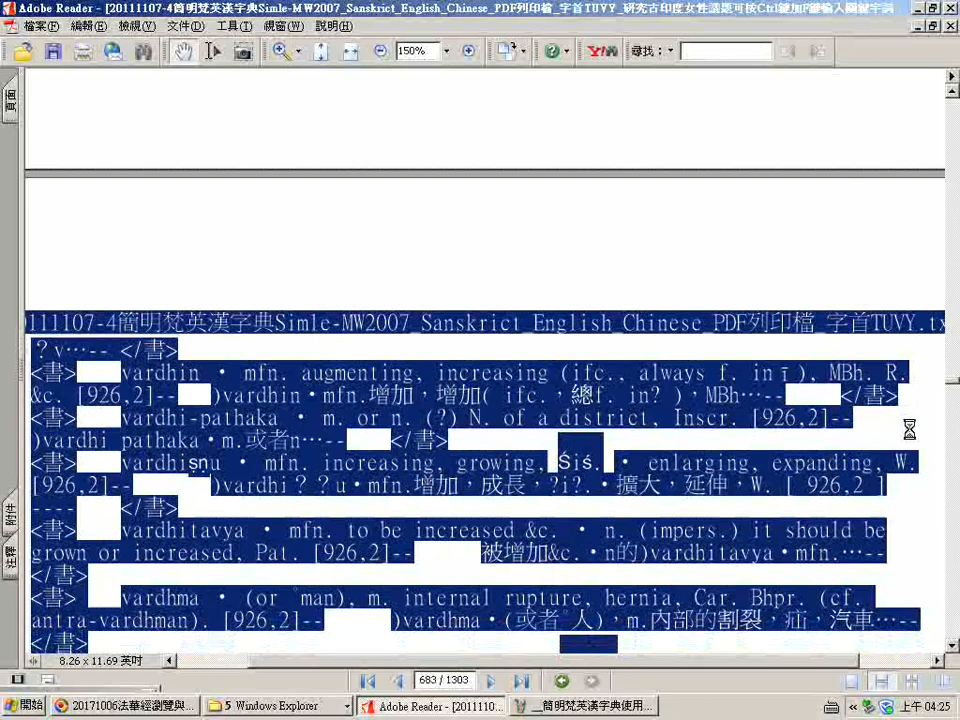 Adobe Reader - [20111107-4簡明梵英漢字典Simle-MW2007_Sanskrict_English_Chinese_PDF列印檔_字首TUVY_研究古印度女性議題可按Ctrl鍵加F鍵輸入關鍵字詞
檔案(F) 編輯(E) 檢視(V) 文件(D) 工具(T) 視窗(W) 說明(H)
150% Y! 尋找:
頁面
111107-4簡明梵英漢字典Simle-MW2007_Sanskrict_English_Chinese_PDF列印檔_字首TUVY.tx
？v…-- </書>
<書> vardhin • mfn. augmenting, increasing (ifc., always f. inī), MBh. R.
&c. [926,2]-- )vardhin•mfn.增加，增加( ifc.，總f. in? )，MBh…-- </書>
<書> vardhi-pathaka • m. or n. (?) N. of a district, Inscr. [926,2]--
)vardhi pathaka•m.或者n…-- </書>
<書> vardhiṣṇu • mfn. increasing, growing, Śiś. • enlarging, expanding, W.
[926,2]-- )vardhi？？u•mfn.增加，成長，?i?.•擴大，延伸，W. [ 926,2 ]
---- </書>
<書> vardhitavya • mfn. to be increased &c. • n. (impers.) it should be
grown or increased, Pat. [926,2]-- 被增加&c.•n的)vardhitavya•mfn.…--
</書>
<書> vardhma • (or °man), m. internal rupture, hernia, Car. Bhpr. (cf.
antra-vardhman). [926,2]-- )vardhma•(或者°人)，m.內部的割裂，疝，汽車…--
</書>
附件
注釋
8.26 x 11.69 英吋
683 / 1303
開始 20171006法華經瀏覽與... 5 Windows Explorer Adobe Reader - [2011110... __簡明梵英字典使用... 上午 04:25